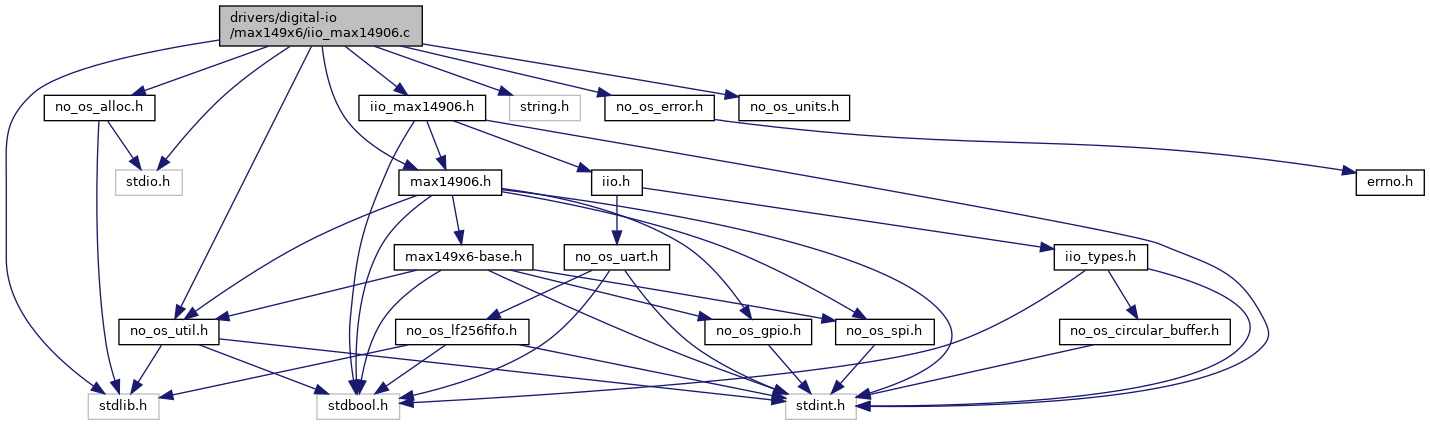 drivers/digital-io
/max149x6/iio_max14906.c
no_os_alloc.h
iio_max14906.h
string.h
no_os_error.h
no_os_units.h
stdio.h
max14906.h
iio.h
errno.h
max149x6-base.h
no_os_uart.h
iio_types.h
no_os_util.h
no_os_lf256fifo.h
no_os_gpio.h
no_os_spi.h
no_os_circular_buffer.h
stdlib.h
stdbool.h
stdint.h